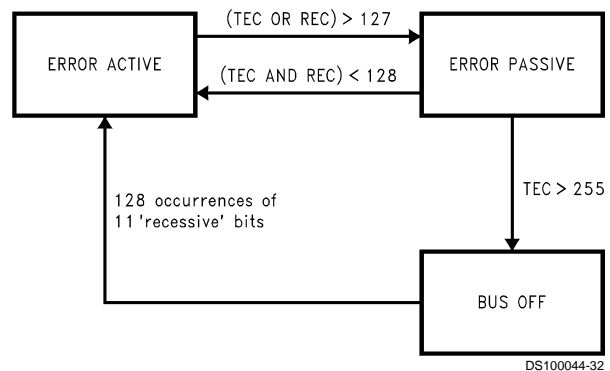 (TEC OR REC) > 127
ERROR ACTIVE
ERROR PASSIVE
(TEC AND REC) < 128
TEC > 255
128 occurrences of
11 'recessive' bits
BUS OFF
DS100044-32